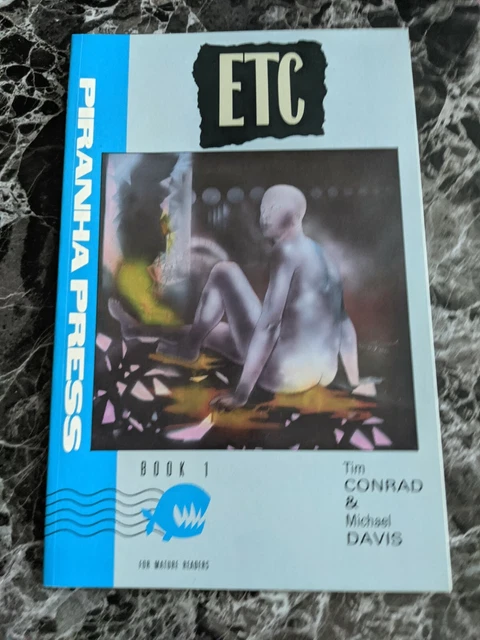 ETC
PIRANHA PRESS
BOOK 1
Tim
CONRAD
&
Michael
DAVIS
FOR MATURE READERS